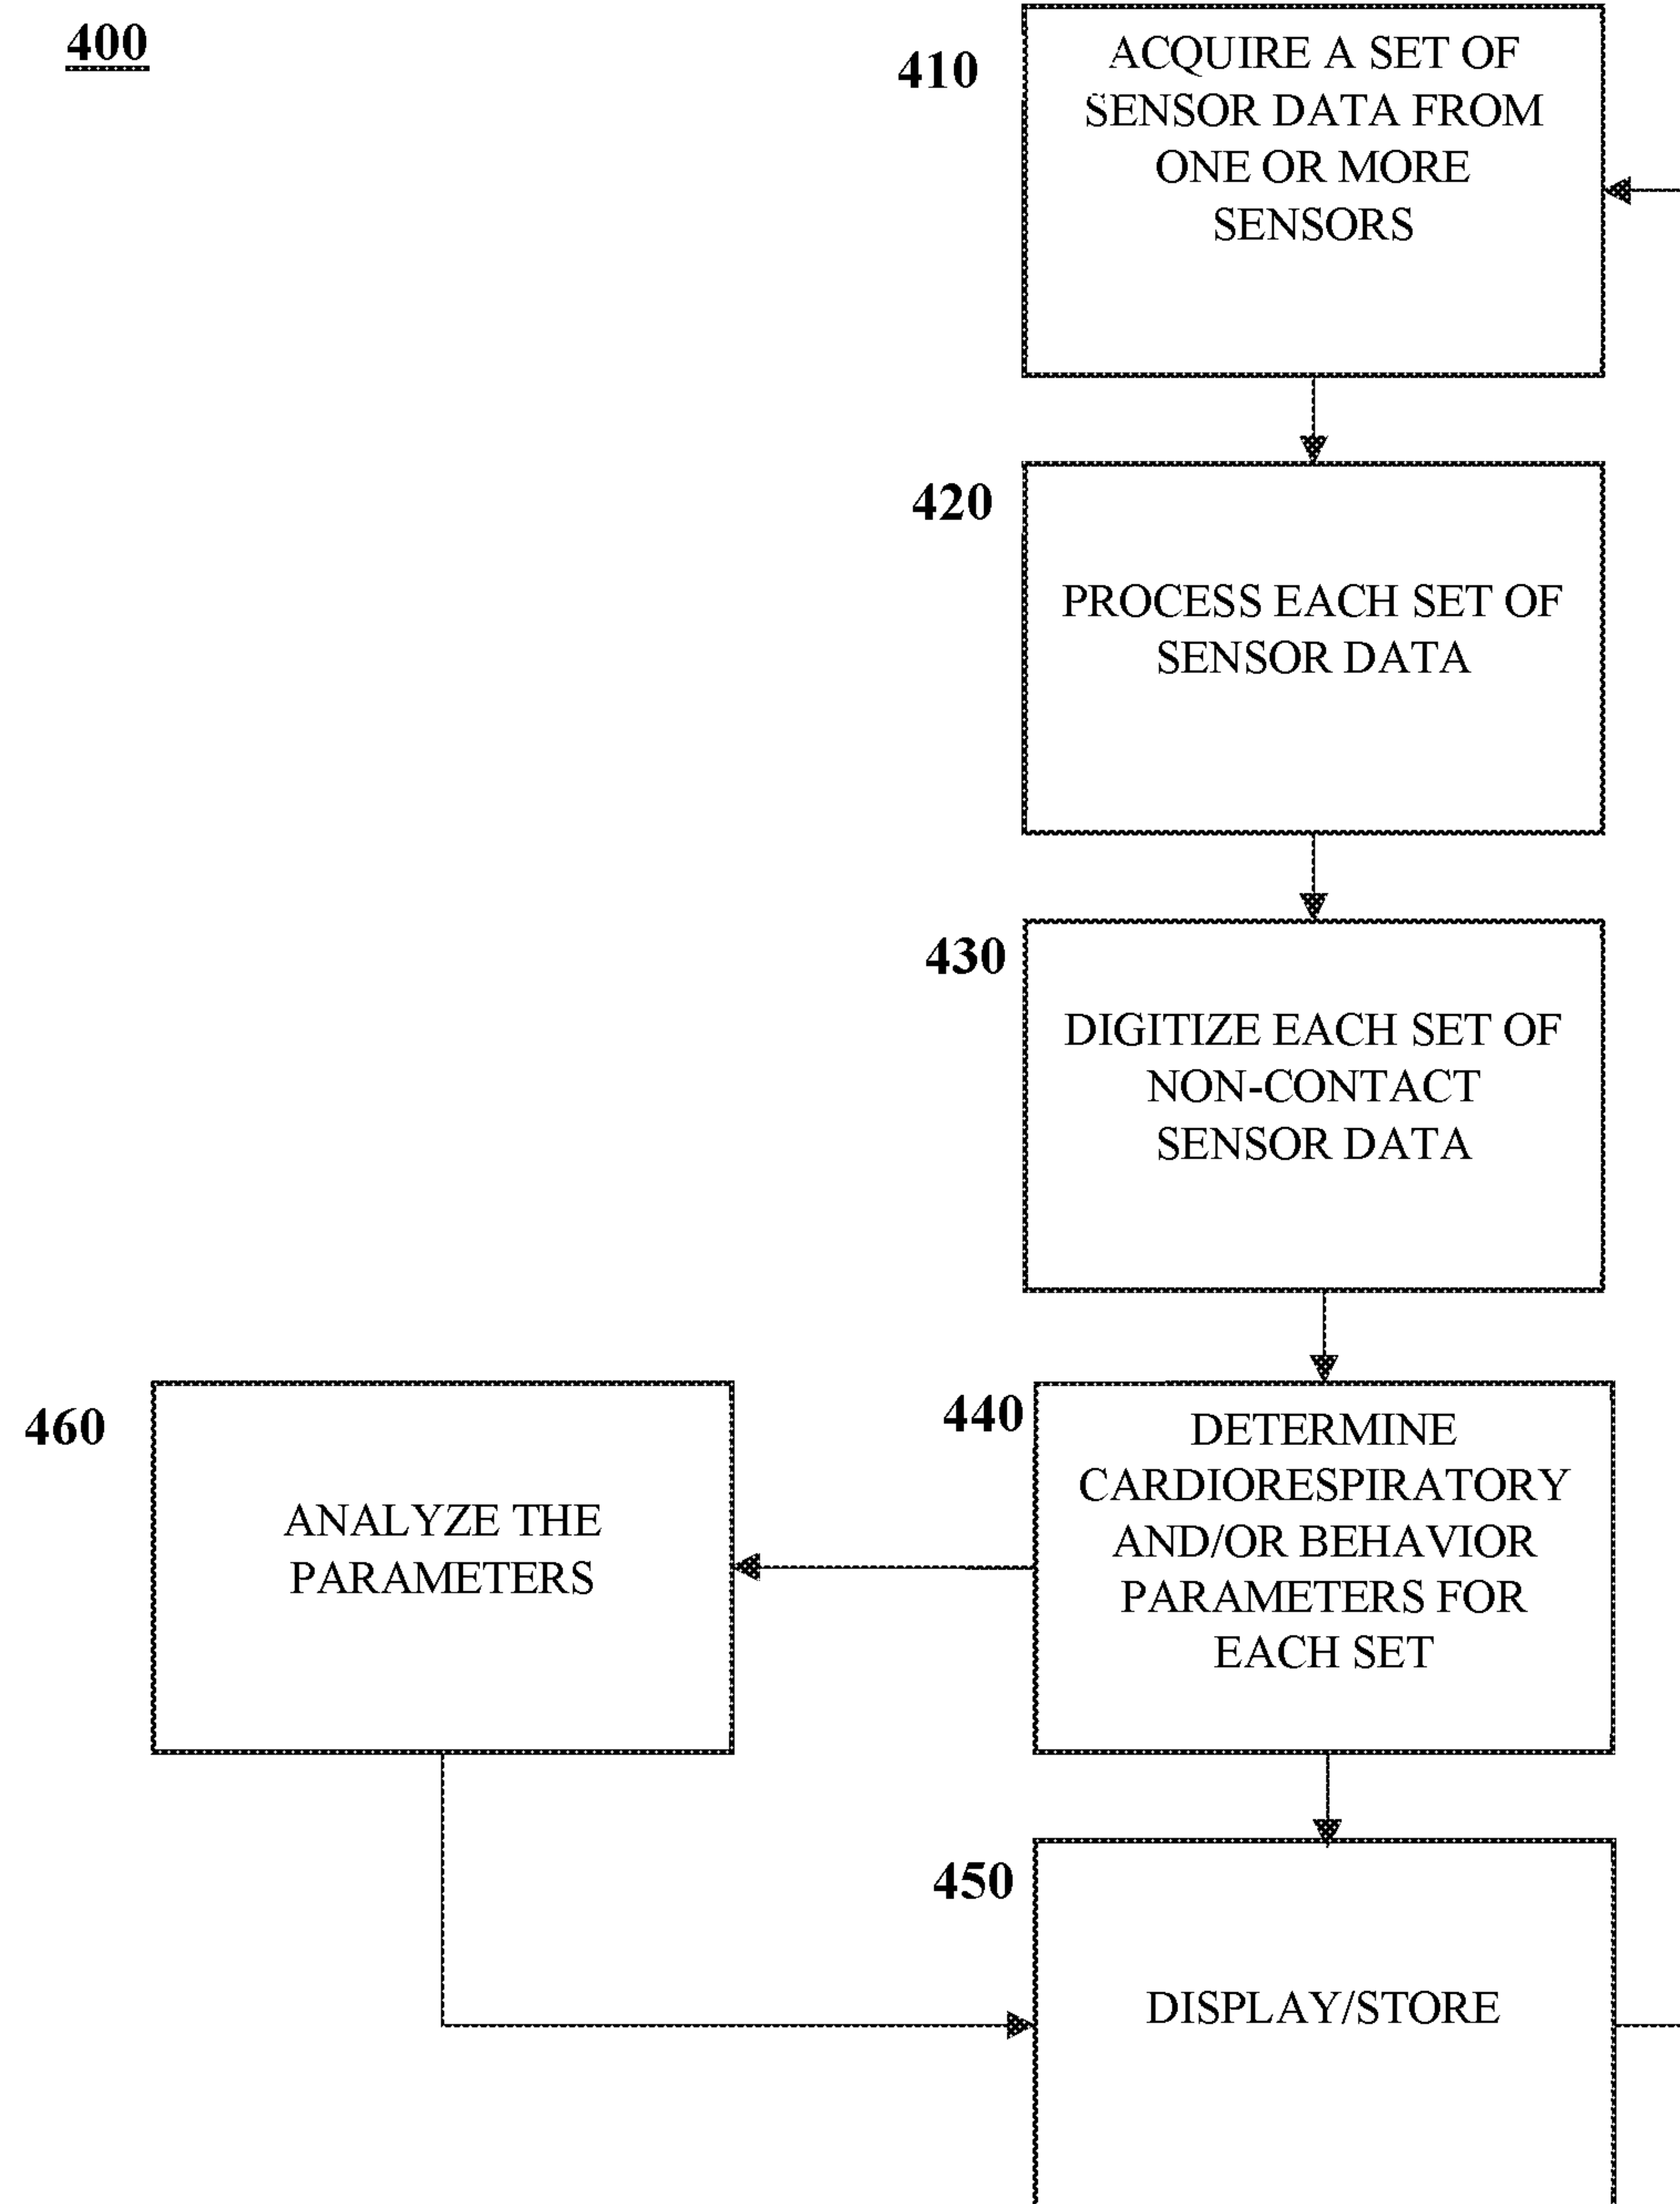 400
410
ACQUIRE A SET OF
SENSOR DATA FROM
ONE OR MORE
SENSORS
420
PROCESS EACH SET OF
SENSOR DATA
430
DIGITIZE EACH SET OF
NON-CONTACT
SENSOR DATA
460
ANALYZE THE
PARAMETERS
440
DETERMINE
CARDIORESPIRATORY
AND/OR BEHAVIOR
PARAMETERS FOR
EACH SET
450
DISPLAY/STORE